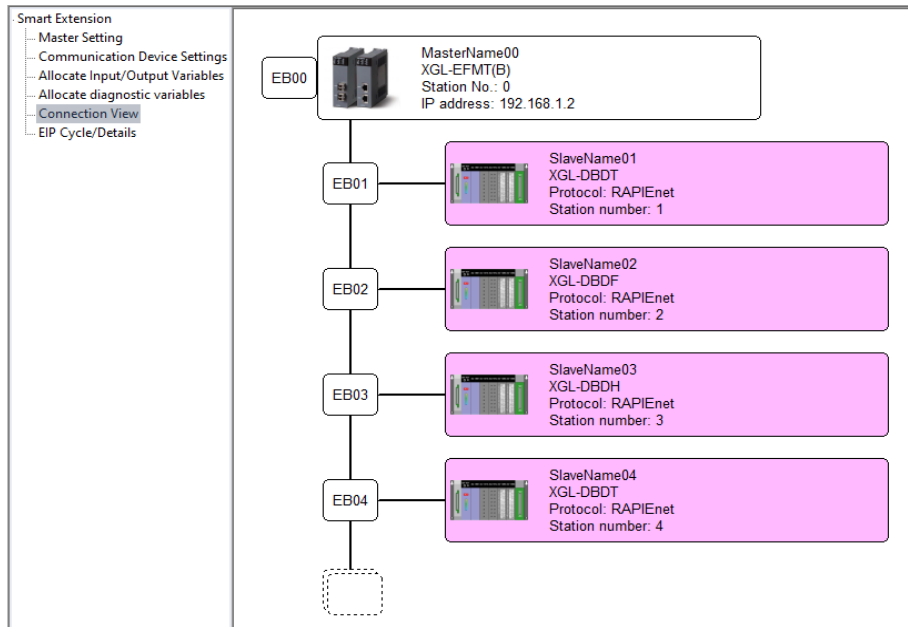 Smart Extension
Master Setting
Communication Device Settings
Allocate Input/Output Variables
Allocate diagnostic variables
Connection View
EIP Cycle/Details
EB00
MasterName00
XGL-EFMT(B)
Station No.: 0
IP address: 192.168.1.2
EB01
SlaveName01
XGL-DBDT
Protocol: RAPIEnet
Station number: 1
EB02
SlaveName02
XGL-DBDF
Protocol: RAPIEnet
Station number: 2
EB03
SlaveName03
XGL-DBDH
Protocol: RAPIEnet
Station number: 3
EB04
SlaveName04
XGL-DBDT
Protocol: RAPIEnet
Station number: 4